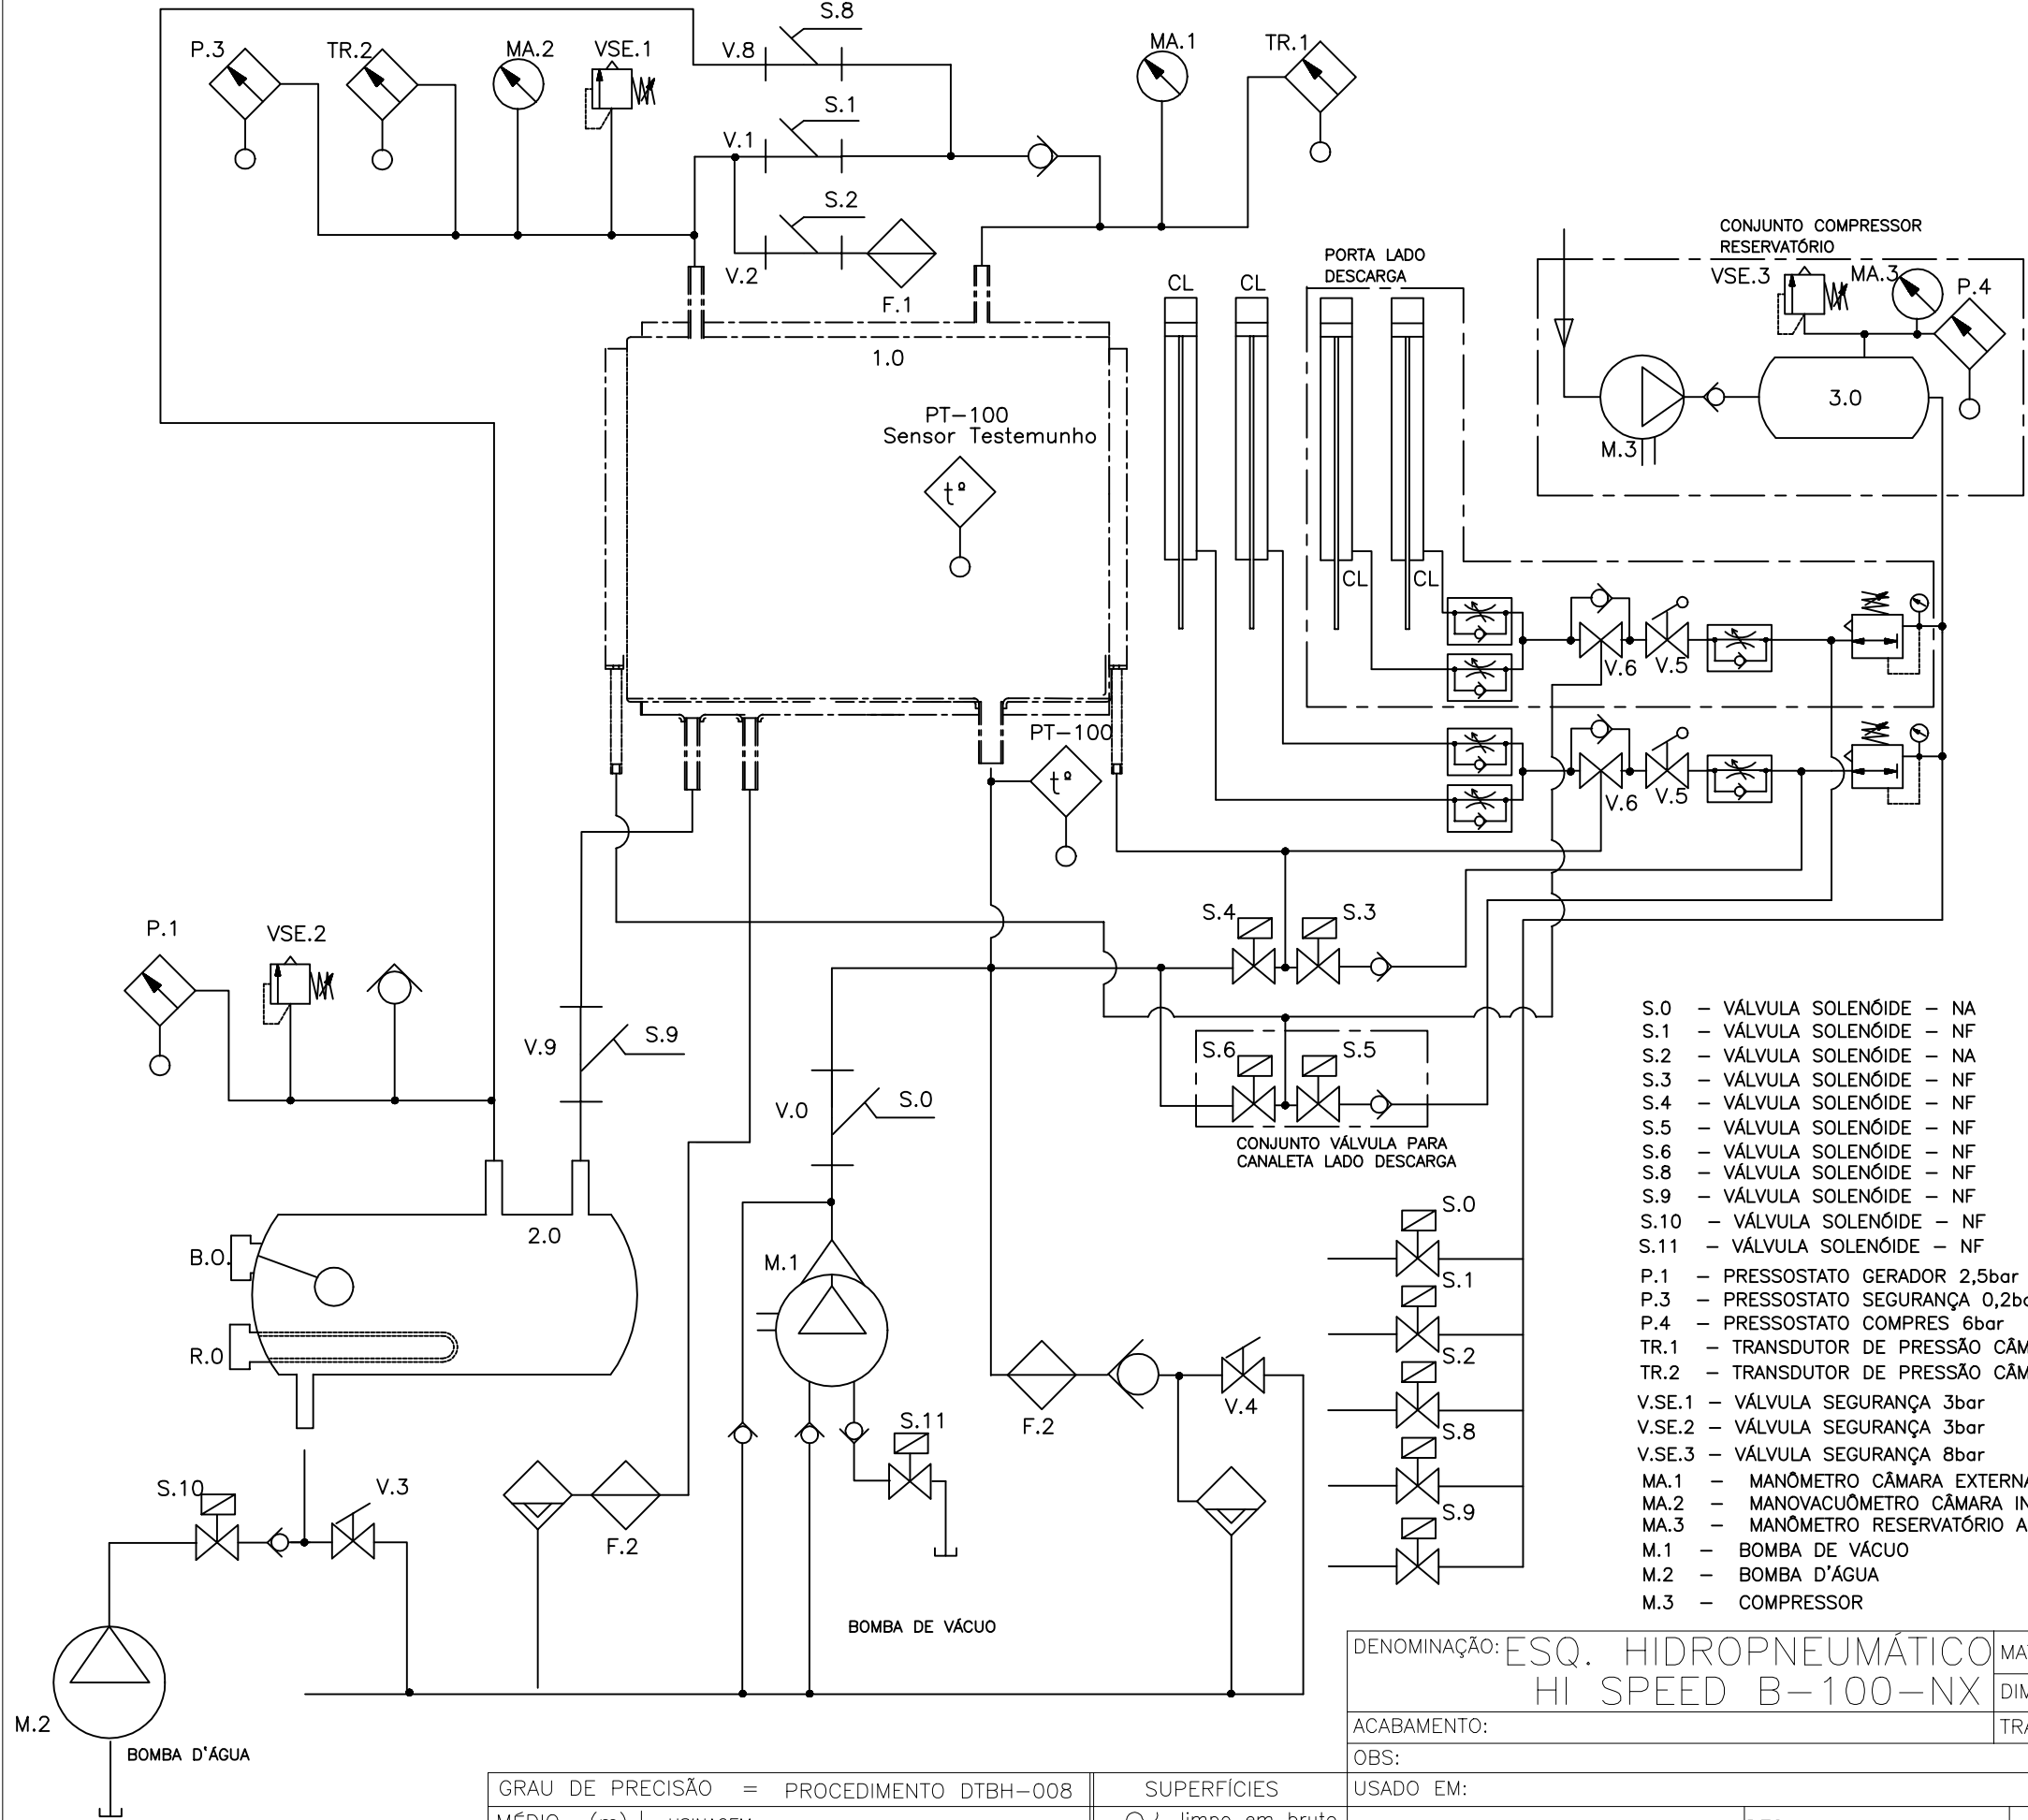 S.8
P.3
TR.2
MA.2
VSE.1
V.8
MA.1
TR.1
S.1
V.1
S.2
V.2
F.1
PORTA LADO
DESCARGA
CONJUNTO COMPRESSOR
RESERVATÓRIO
VSE.3
MA.3
P.4
CL
CL
1.0
PT-100
Sensor Testemunho
tº
3.0
M.3
CL
CL
V.6
V.5
PT-100
tº
V.6
V.5
P.1
VSE.2
S.4
S.3
V.9
S.9
V.0
S.0
S.6
S.5
CONJUNTO VÁLVULA PARA
CANALETA LADO DESCARGA
B.O.
2.0
R.O
M.1
S.0
S.1
S.2
S.8
S.9
F.2
V.4
S.11
S.10
V.3
F.2
M.2
BOMBA D'ÁGUA
BOMBA DE VÁCUO
S.0 – VÁLVULA SOLENÓIDE – NA
S.1 – VÁLVULA SOLENÓIDE – NF
S.2 – VÁLVULA SOLENÓIDE – NA
S.3 – VÁLVULA SOLENÓIDE – NF
S.4 – VÁLVULA SOLENÓIDE – NF
S.5 – VÁLVULA SOLENÓIDE – NF
S.6 – VÁLVULA SOLENÓIDE – NF
S.8 – VÁLVULA SOLENÓIDE – NF
S.9 – VÁLVULA SOLENÓIDE – NF
S.10 – VÁLVULA SOLENÓIDE – NF
S.11 – VÁLVULA SOLENÓIDE – NF
P.1 – PRESSOSTATO GERADOR 2,5bar
P.3 – PRESSOSTATO SEGURANÇA 0,2b
P.4 – PRESSOSTATO COMPRES 6bar
TR.1 – TRANSDUTOR DE PRESSÃO CÂM
TR.2 – TRANSDUTOR DE PRESSÃO CÂM
V.SE.1 – VÁLVULA SEGURANÇA 3bar
V.SE.2 – VÁLVULA SEGURANÇA 3bar
V.SE.3 – VÁLVULA SEGURANÇA 8bar
MA.1 – MANÔMETRO CÂMARA EXTERN
MA.2 – MANOVACUÔMETRO CÂMARA IN
MA.3 – MANÔMETRO RESERVATÓRIO A
M.1 – BOMBA DE VÁCUO
M.2 – BOMBA D'ÁGUA
M.3 – COMPRESSOR
DENOMINAÇÃO: ESQ. HIDROPNEUMÁTICO
HI SPEED B-100-NX
MA
DIM
ACABAMENTO:
TRA
OBS:
USADO EM:
GRAU DE PRECISÃO = PROCEDIMENTO DTBH-008
SUPERFÍCIES